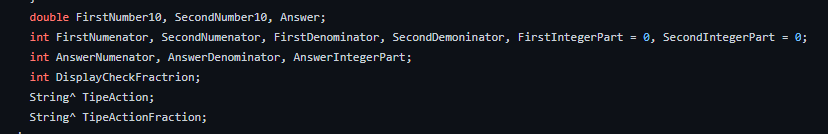 double FirstNumber10, SecondNumber10, Answer;
int FirstNumenator, SecondNumenator, FirstDenominator, SecondDemoninator, FirstIntegerPart = 0, SecondIntegerPart = 0;
int AnswerNumenator, AnswerDenominator, AnswerIntegerPart;
int DisplayCheckFractrion;
String^ TipeAction;
String^ TipeActionFraction;